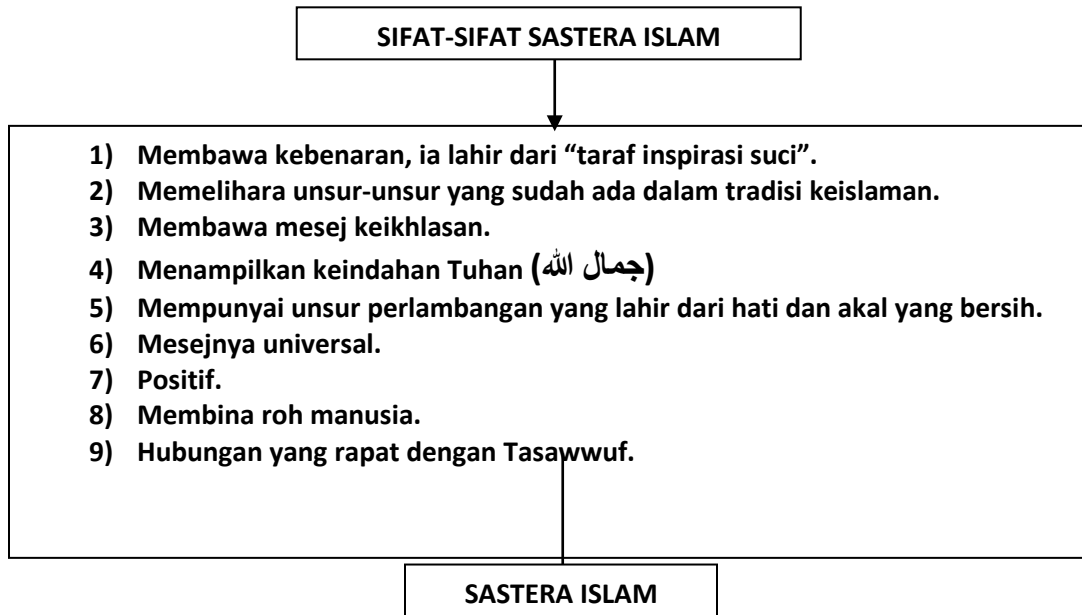 SIFAT-SIFAT SASTERA ISLAM
1) Membawa kebenaran, ia lahir dari “taraf inspirasi suci”.
2) Memelihara unsur-unsur yang sudah ada dalam tradisi keislaman.
3) Membawa mesej keikhlasan.
4) Menampilkan keindahan Tuhan (جمال الله)
5) Mempunyai unsur perlambangan yang lahir dari hati dan akal yang bersih.
6) Mesejnya universal.
7) Positif.
8) Membina roh manusia.
9) Hubungan yang rapat dengan Tasawwuf.
SASTERA ISLAM